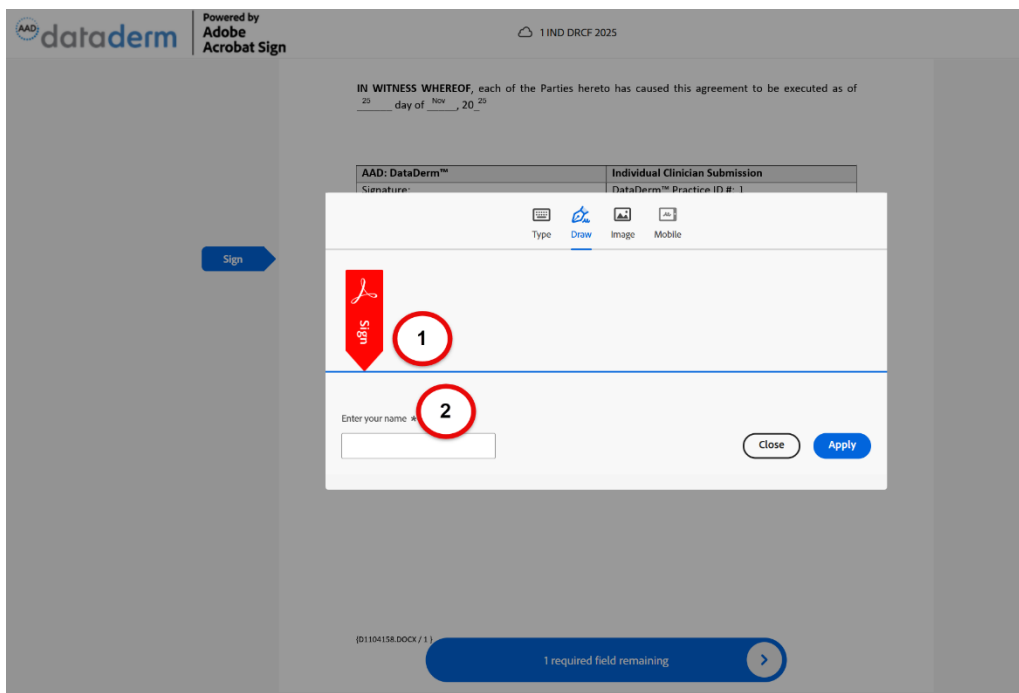 AAD dataderm
Powered by
Adobe
Acrobat Sign
1 IND DRCF 2025
IN WITNESS WHEREOF, each of the Parties hereto has caused this agreement to be executed as of
25 day of Nov, 20 25
AAD: DataDerm™ Individual Clinician Submission
Signature: DataDerm™ Practice ID #: 1
Type Draw Image Mobile
Sign
Sign
1
2
Enter your name *
Close Apply
(D1104158.DOCX / 1 )
1 required field remaining